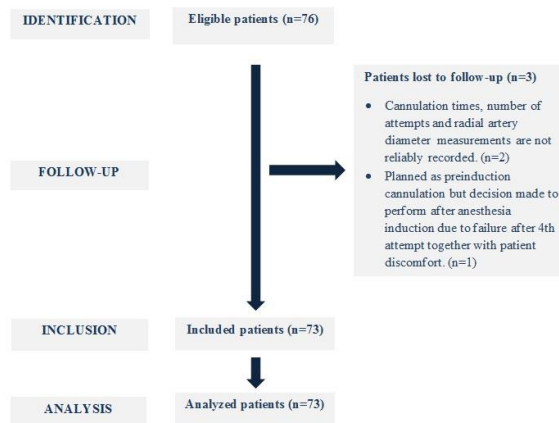 IDENTIFICATION
Eligible patients (n=76)
Patients lost to follow-up (n=3)
• Cannulation times, number of
attempts and radial artery
diameter measurements are not
reliably recorded. (n=2)
• Planned as preinduction
cannulation but decision made to
perform after anesthesia
induction due to failure after 4th
attempt together with patient
discomfort. (n=1)
FOLLOW-UP
INCLUSION
Included patients (n=73)
ANALYSIS
Analyzed patients (n=73)